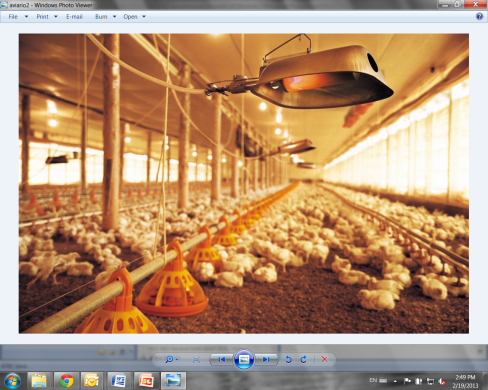 aviario2 - Windows Photo Viewer
File Print E-mail Burn Open
EN
2:49 PM
2/19/2013